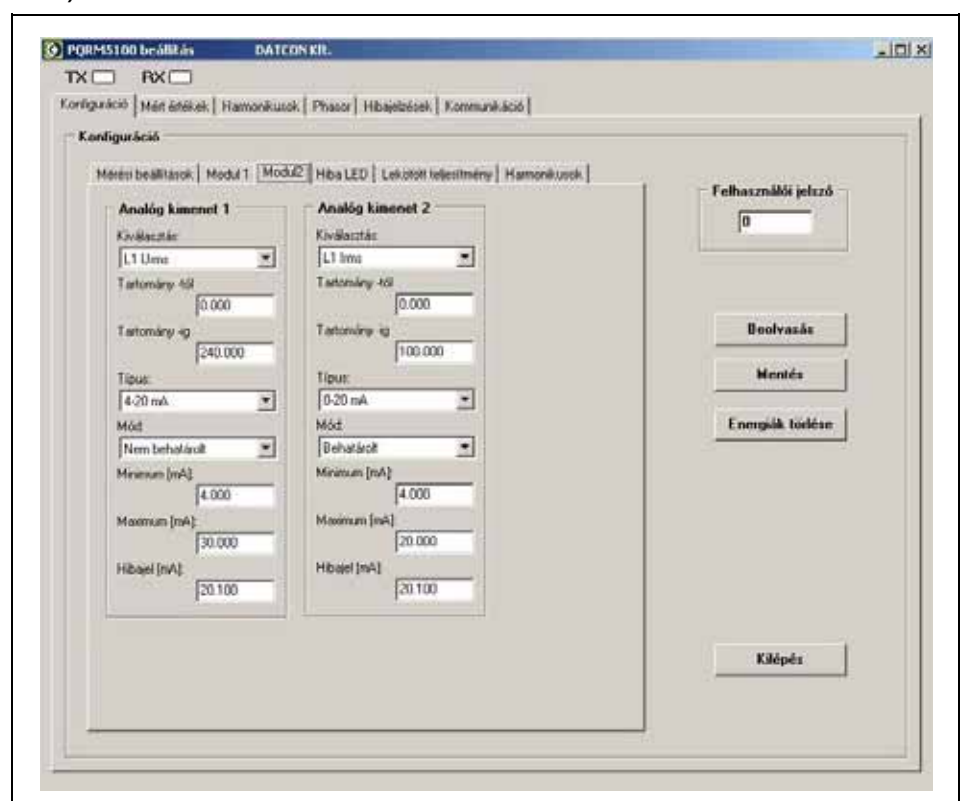 PQRM5100 beállítás DATCON Kft.
TX RX
Konfiguráció Mért értékek Harmonikusok Phasor Hibajelzések Kommunikáció
Konfiguráció
Mérési beállítások Modul 1 Modul2 Hiba LED Lekötött teljesítmény Harmonikusok
Analóg kimenet 1
Kiválasztás:
L1 Urms
Tartomány -tól
0.000
Tartomány -ig
240.000
Típus:
4-20 mA
Mód:
Nem behatárolt
Minimum [mA]:
4.000
Maximum [mA]:
30.000
Hibajel [mA]:
20.100
Analóg kimenet 2
Kiválasztás:
L1 Irms
Tartomány -tól
0.000
Tartomány -ig
100.000
Típus:
0-20 mA
Mód:
Behatárolt
Minimum [mA]:
4.000
Maximum [mA]:
20.000
Hibajel [mA]:
20.100
Felhasználói jelszó
0
Beolvasás
Mentés
Energiák törlése
Kilépés